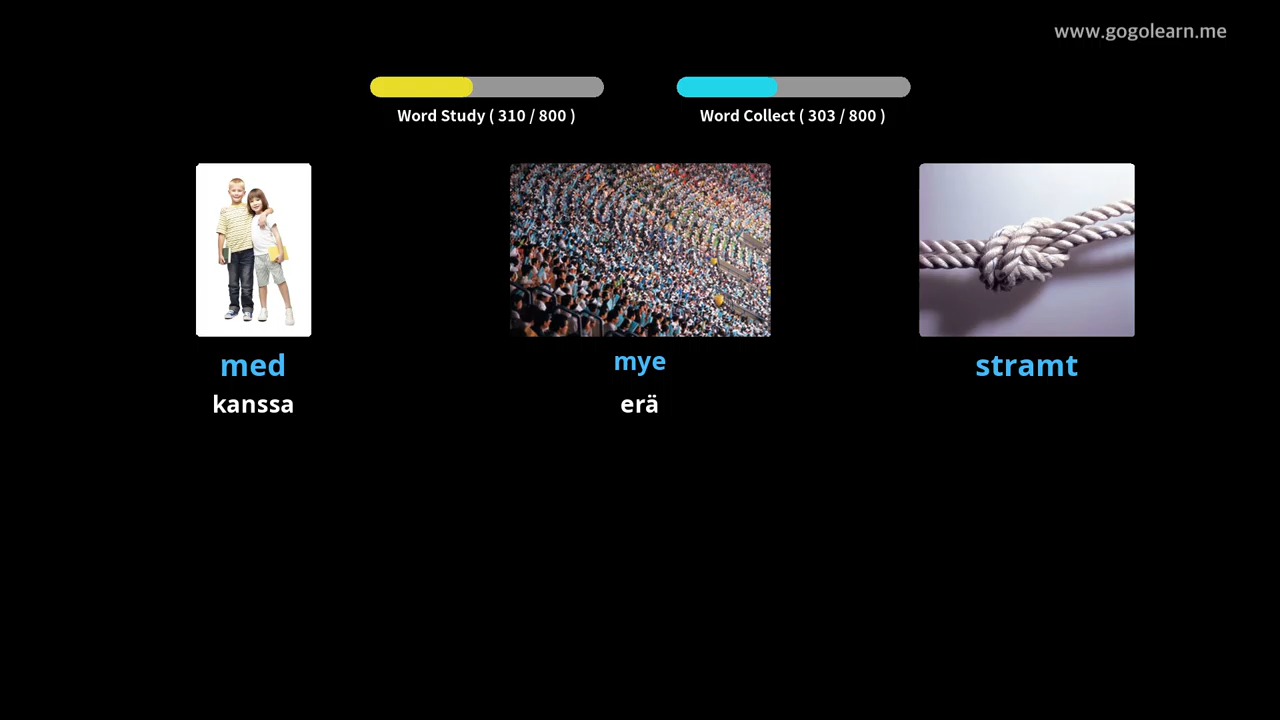 www.gogolearn.me
Word Study ( 310 / 800 )
Word Collect ( 303 / 800 )
med
mye
stramt
kanssa
erä